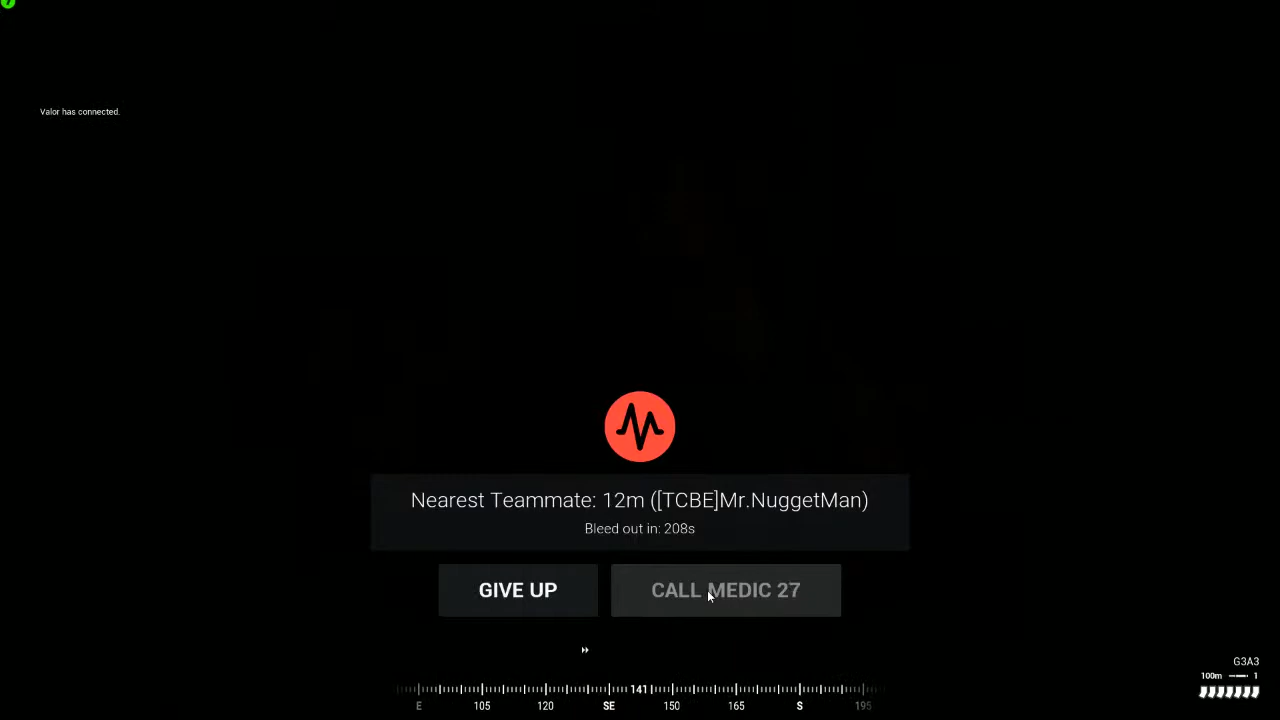 Valor has connected.
Nearest Teammate: 12m ([TCBE]Mr.NuggetMan)
Bleed out in: 208s
GIVE UP
CALL MEDIC 27
G3A3
100m 1
141
E 105 120 SE 150 165 S 195